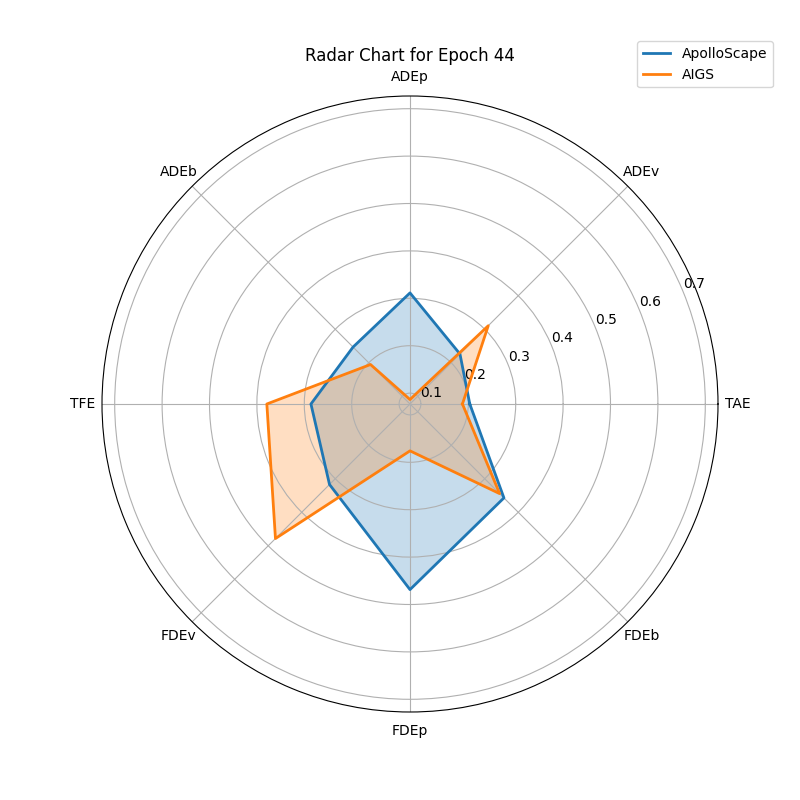 Radar Chart for Epoch 44
ApolloScape
AIGS
ADEp
ADEb
ADEv
0.7
0.6
0.5
0.4
0.3
0.2
0.1
TFE
TAE
FDEv
FDEb
FDEp